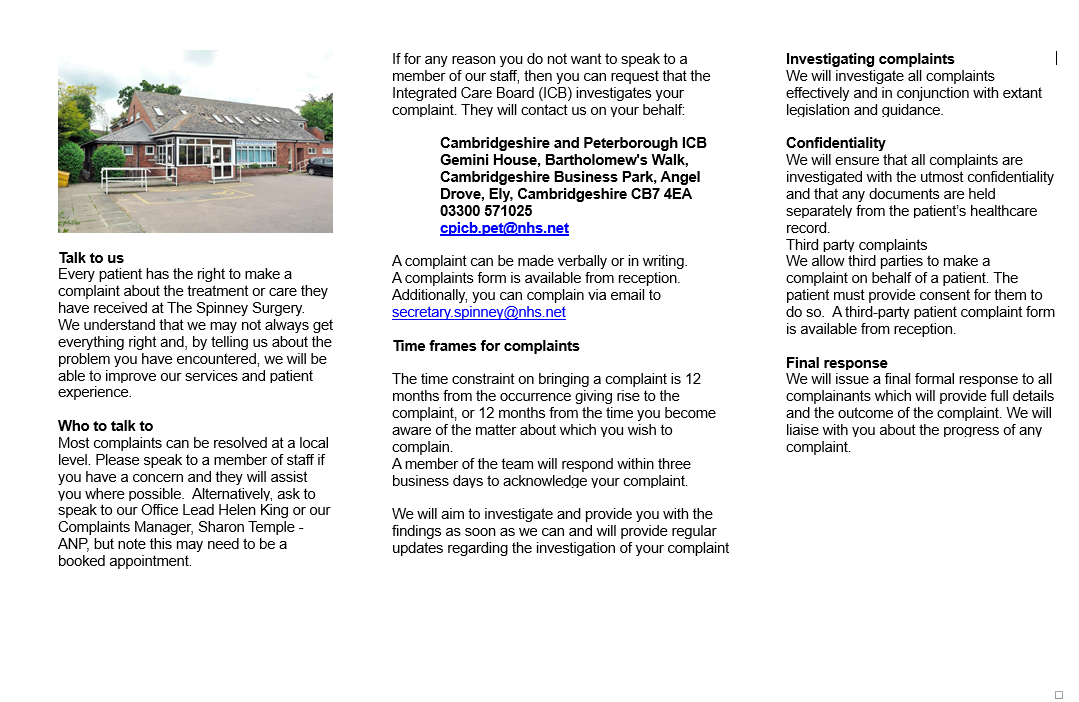 Talk to us
Every patient has the right to make a
complaint about the treatment or care they
have received at The Spinney Surgery.
We understand that we may not always get
everything right and, by telling us about the
problem you have encountered, we will be
able to improve our services and patient
experience.
Who to talk to
Most complaints can be resolved at a local
level. Please speak to a member of staff if
you have a concern and they will assist
you where possible.  Alternatively, ask to
speak to our Office Lead Helen King or our
Complaints Manager, Sharon Temple -
ANP, but note this may need to be a
booked appointment.
If for any reason you do not want to speak to a
member of our staff, then you can request that the
Integrated Care Board (ICB) investigates your
complaint. They will contact us on your behalf:
Cambridgeshire and Peterborough ICB
Gemini House, Bartholomew's Walk,
Cambridgeshire Business Park, Angel
Drove, Ely, Cambridgeshire CB7 4EA
03300 571025
cpicb.pet@nhs.net
A complaint can be made verbally or in writing.
A complaints form is available from reception.
Additionally, you can complain via email to
secretary.spinney@nhs.net
Time frames for complaints
The time constraint on bringing a complaint is 12
months from the occurrence giving rise to the
complaint, or 12 months from the time you become
aware of the matter about which you wish to
complain.
A member of the team will respond within three
business days to acknowledge your complaint.
We will aim to investigate and provide you with the
findings as soon as we can and will provide regular
updates regarding the investigation of your complaint
Investigating complaints
We will investigate all complaints
effectively and in conjunction with extant
legislation and guidance.
Confidentiality
We will ensure that all complaints are
investigated with the utmost confidentiality
and that any documents are held
separately from the patient's healthcare
record.
Third party complaints
We allow third parties to make a
complaint on behalf of a patient. The
patient must provide consent for them to
do so.  A third-party patient complaint form
is available from reception.
Final response
We will issue a final formal response to all
complainants which will provide full details
and the outcome of the complaint. We will
liaise with you about the progress of any
complaint.